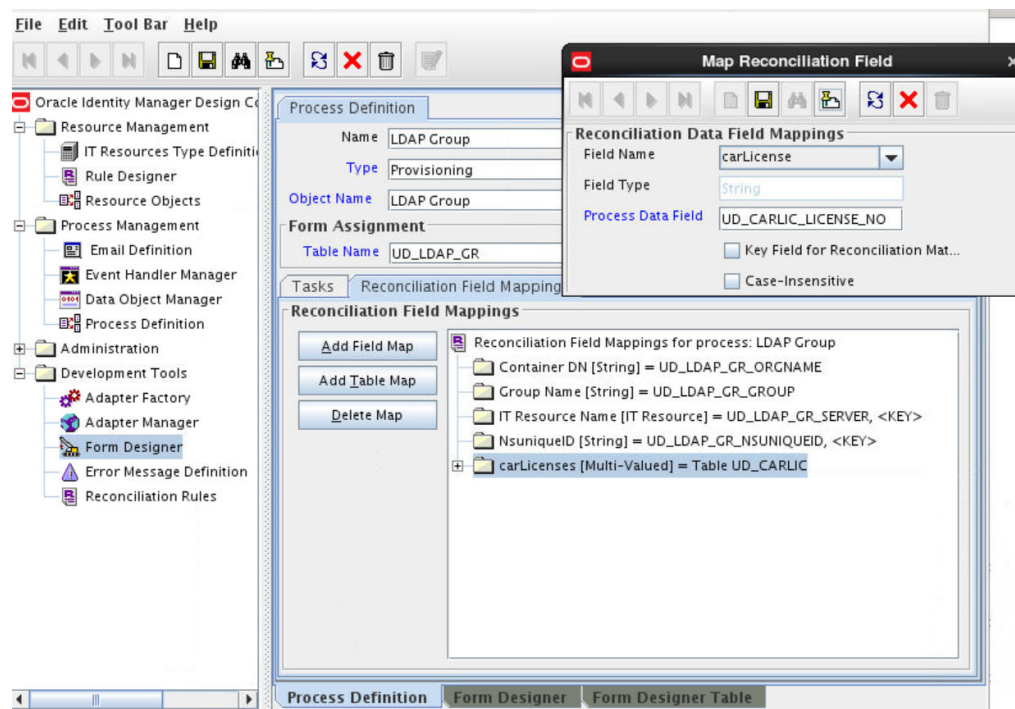 File Edit Tool Bar Help
Oracle Identity Manager Design Co
Resource Management
IT Resources Type Definiti
Rule Designer
Resource Objects
Process Management
Email Definition
Event Handler Manager
Data Object Manager
Process Definition
Administration
Development Tools
Adapter Factory
Adapter Manager
Form Designer
Error Message Definition
Reconciliation Rules
Process Definition
Name LDAP Group
Type Provisioning
Object Name LDAP Group
Form Assignment
Table Name UD_LDAP_GR
Tasks Reconciliation Field Mapping
Reconciliation Field Mappings
Add Field Map
Add Table Map
Delete Map
Reconciliation Field Mappings for process: LDAP Group
Container DN [String] = UD_LDAP_GR_ORGNAME
Group Name [String] = UD_LDAP_GR_GROUP
IT Resource Name [IT Resource] = UD_LDAP_GR_SERVER, <KEY>
NsuniqueID [String] = UD_LDAP_GR_NSUNIQUEID, <KEY>
carLicenses [Multi-Valued] = Table UD_CARLIC
Process Definition Form Designer Form Designer Table
Map Reconciliation Field
Reconciliation Data Field Mappings
Field Name carLicense
Field Type String
Process Data Field UD_CARLIC_LICENSE_NO
Key Field for Reconciliation Mat...
Case-Insensitive